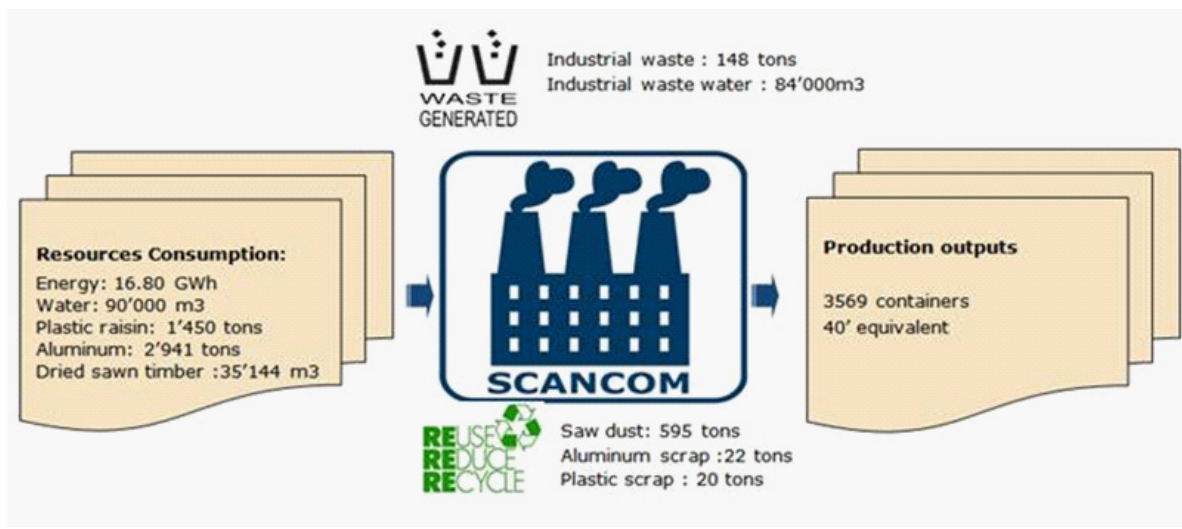 WASTE
GENERATED
Industrial waste : 148 tons
Industrial waste water : 84’000m3
Resources Consumption:
Energy: 16.80 GWh
Water: 90’000 m3
Plastic raisin: 1’450 tons
Aluminum: 2’941 tons
Dried sawn timber :35’144 m3
SCANCOM
Production outputs
3569 containers
40’ equivalent
REUSE
REDUCE
RECYCLE
Saw dust: 595 tons
Aluminum scrap :22 tons
Plastic scrap : 20 tons